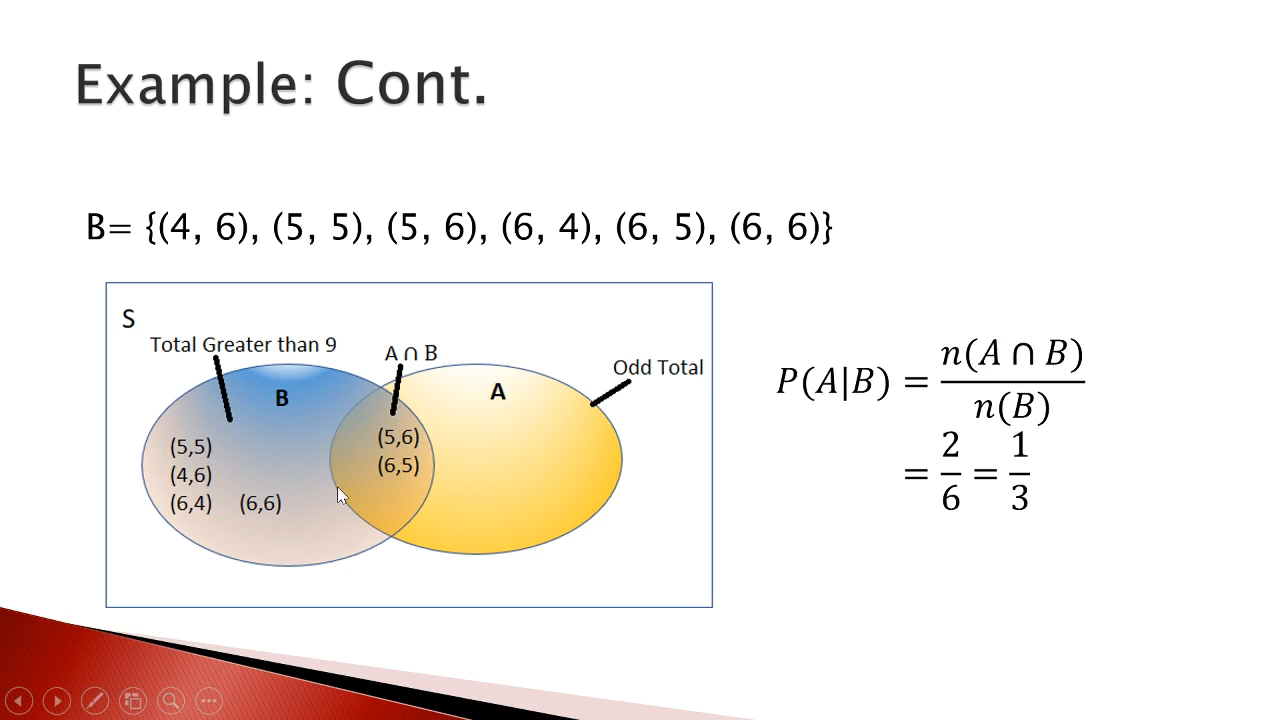 Example: Cont.
B= {(4, 6), (5, 5), (5, 6), (6, 4), (6, 5), (6, 6)}
S
Total Greater than 9
A ∩ B
Odd Total
B
A
(5,5)
(4,6)
(6,4) (6,6)
(5,6)
(6,5)
P(A|B) = n(A ∩ B) / n(B)
= 2/6 = 1/3